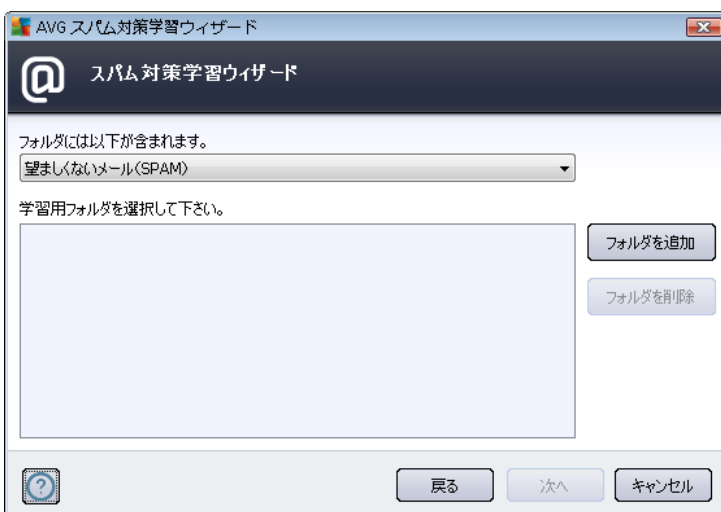 AVG スパム対策学習ウィザード
スパム対策学習ウィザード
フォルダには以下が含まれます。
望ましくないメール(SPAM)
学習用フォルダを選択して下さい。
フォルダを追加
フォルダを削除
戻る
次へ
キャンセル